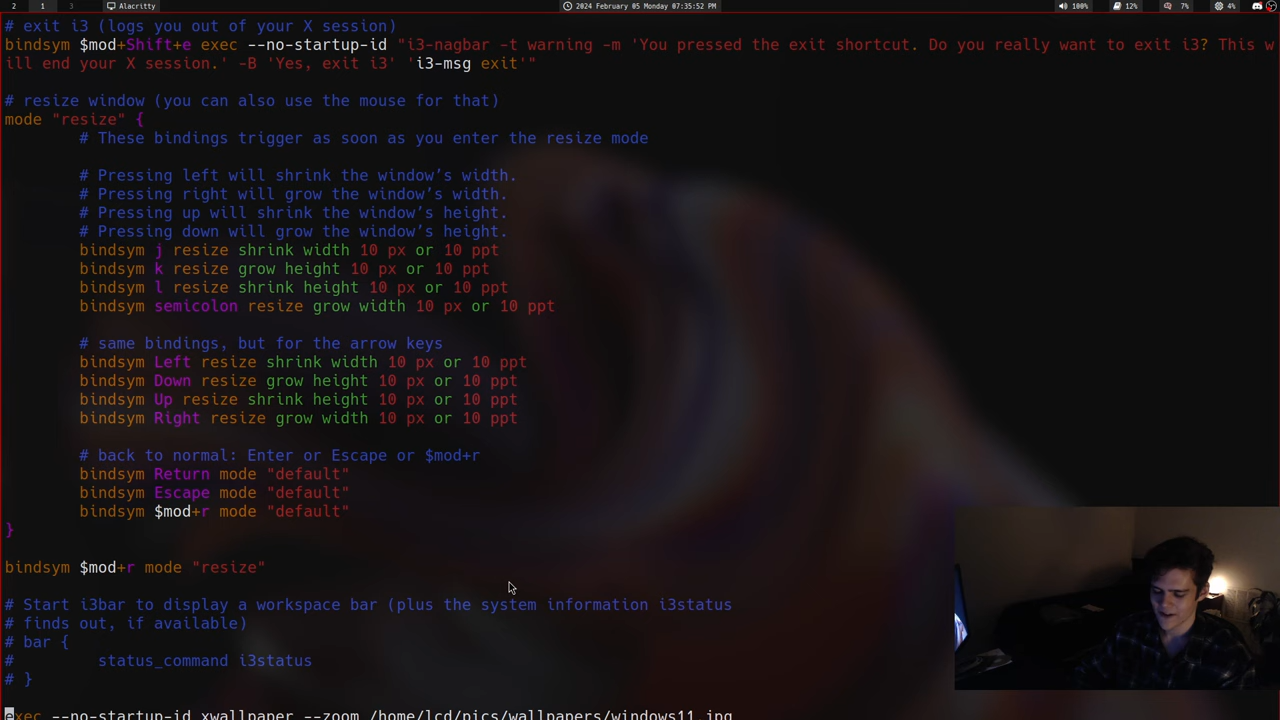 2 1 3 Alacritty 2024 February 05 Monday 07:35:52 100% 12% 7% 4%
# exit i3 (logs you out of your X session)
bindsym $mod+Shift+e exec --no-startup-id "i3-nagbar -t warning -m 'You pressed the exit shortcut. Do you really want to exit i3? This w
ill end your X session.' -B 'Yes, exit i3' 'i3-msg exit'"
# resize window (you can also use the mouse for that)
mode "resize" {
# These bindings trigger as soon as you enter the resize mode
# Pressing left will shrink the window’s width.
# Pressing right will grow the window’s width.
# Pressing up will shrink the window’s height.
# Pressing down will grow the window’s height.
bindsym j resize shrink width 10 px or 10 ppt
bindsym k resize grow height 10 px or 10 ppt
bindsym l resize shrink height 10 px or 10 ppt
bindsym semicolon resize grow width 10 px or 10 ppt
# same bindings, but for the arrow keys
bindsym Left resize shrink width 10 px or 10 ppt
bindsym Down resize grow height 10 px or 10 ppt
bindsym Up resize shrink height 10 px or 10 ppt
bindsym Right resize grow width 10 px or 10 ppt
# back to normal: Enter or Escape or $mod+r
bindsym Return mode "default"
bindsym Escape mode "default"
bindsym $mod+r mode "default"
}
bindsym $mod+r mode "resize"
# Start i3bar to display a workspace bar (plus the system information i3status
# finds out, if available)
# bar {
# status_command i3status
# }
exec --no-startup-id xwallpaper --zoom /home/lcd/pics/wallpapers/windows11.jpg